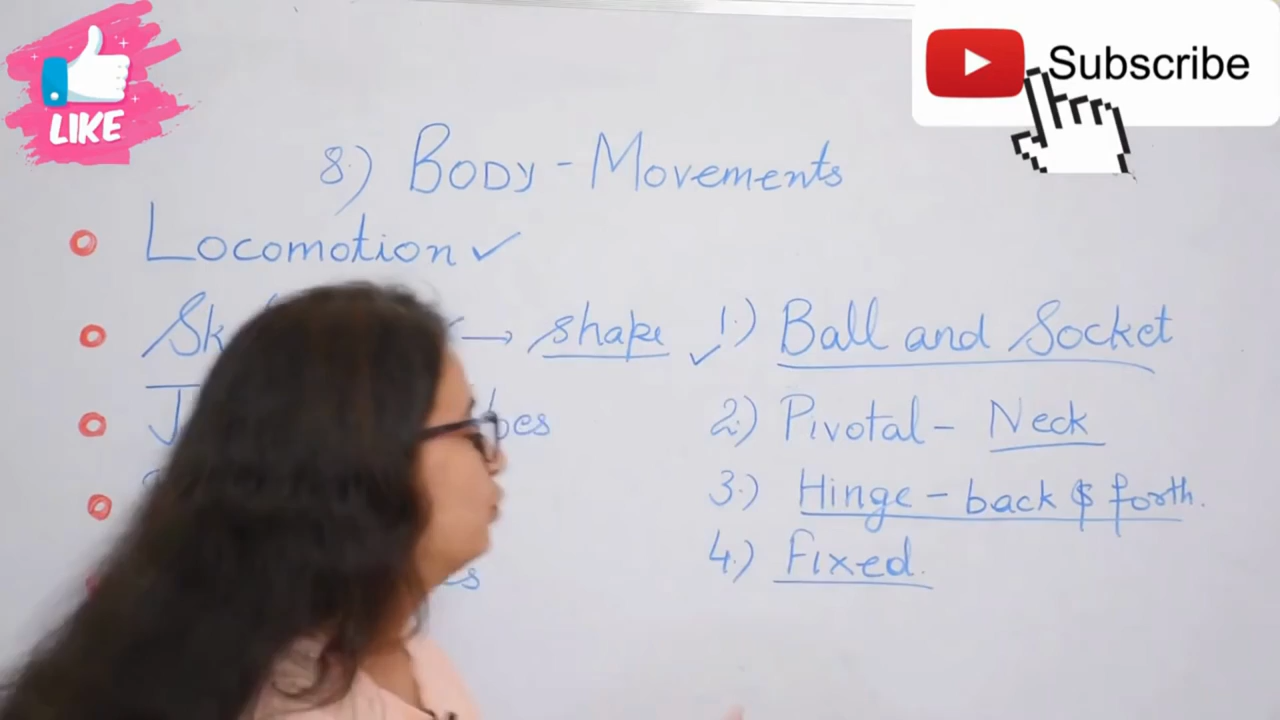 LIKE
Subscribe
8.) BODY - MOVEMENTS
LOCOMOTION ✓
→ shape
✓ 1.) Ball and Socket
2.) Pivotal - Neck
3.) Hinge - back & forth.
4.) Fixed.